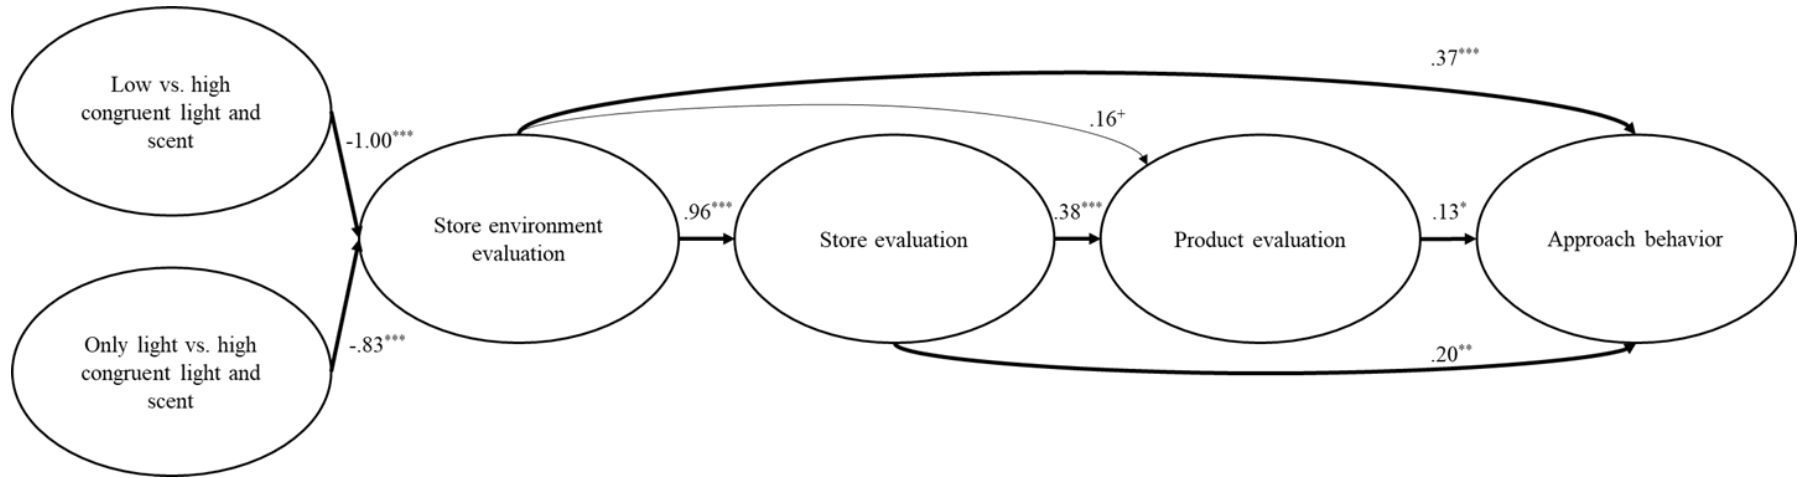 Low vs. high
congruent light and
scent
-1.00***
Only light vs. high
congruent light and
scent
-.83***
Store environment
evaluation
.96***
Store evaluation
.38***
Product evaluation
.13*
Approach behavior
.37***
.16+
.20**